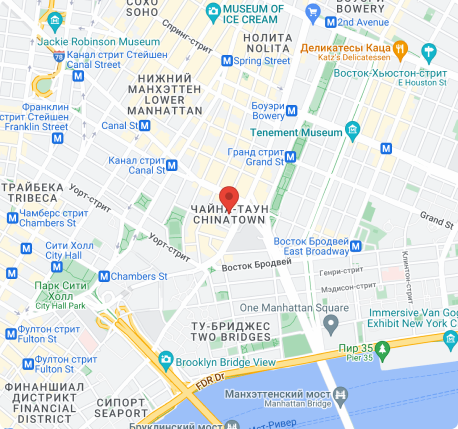 СОХО
SOHO
MUSEUM OF
ICE CREAM
БОУРИ
BOWERY
2nd Avenue
Jackie Robinson Museum
Спринг-стрит
НОЛИТА
NOLITA
Деликатесы Каца
Katz's Delicatessen
78
Канал стрит
Canal Street
Spring Street
НИЖНИЙ
МАНХЭТТЕН
LOWER
MANHATTAN
Восток-Хьюстон-стрит
E Houston St
Франклин
Стрит Стейшен
Franklin Street
Canal St
Боуэри
Bowery
Tenement Museum
Канал стрит
Canal St
Гранд стрит
Grand St
ТРАЙБЕКА
TRIBECA
Уорт-стрит
Чамберс стрит
Chambers St
ЧАЙНА-ТАУН
CHINATOWN
Grand St
Сити Холл
City Hall
Уорт-стрит
Восток Бродвей
East Broadway
Chambers St
Восток Бродвей
Генри-стрит
Клинтон-стрит
Мэдисон-стрит
Парк Сити
Холл
City Hall Park
One Manhattan Square
Immersive Van Gog
Exhibit New York C
Фултон стрит
Fulton St
ТУ-БРИДЖЕС
TWO BRIDGES
Пир 35
Pier 35
Фултон стрит
Fulton St
Brooklyn Bridge View
FDR Dr
ФИНАНШИАЛ
ДИСТРИКТ
FINANCIAL
DISTRICT
СИПОРТ
SEAPORT
Манхэттенский мост
Manhattan Bridge
Бруклинский мост
Ист-Ривер